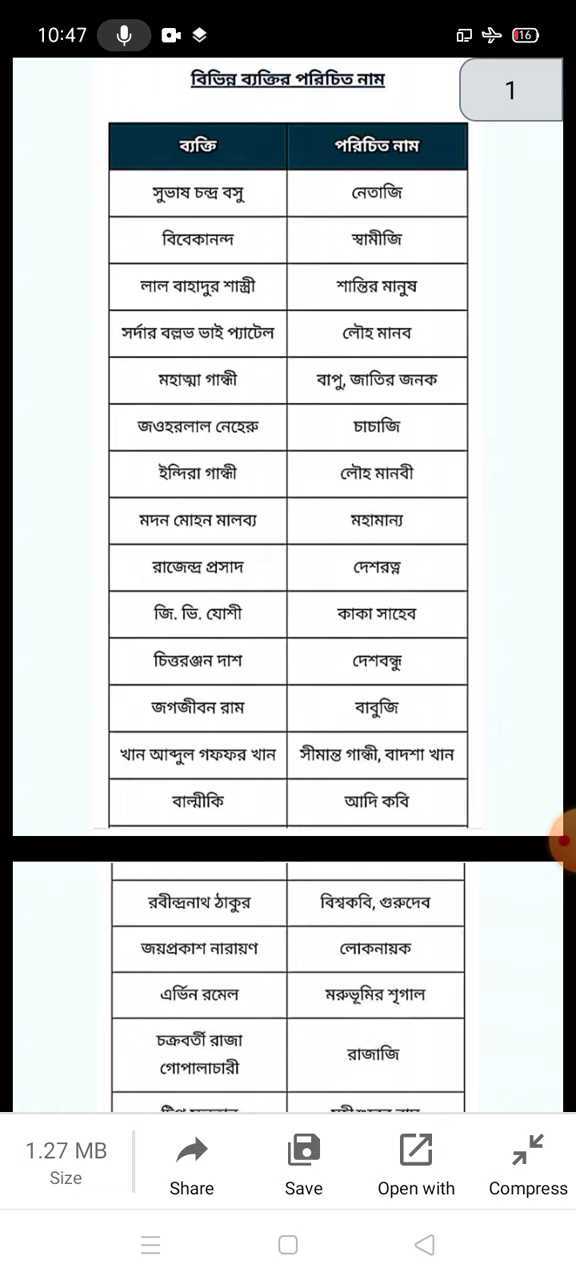 10:47
16
বিভিন্ন ব্যক্তির পরিচিত নাম
1
ব্যক্তি পরিচিত নাম
সুভাষ চন্দ্র বসু নেতাজি
বিবেকানন্দ স্বামীজি
লাল বাহাদুর শাস্ত্রী শান্তির মানুষ
সর্দার বল্লভ ভাই প্যাটেল লৌহ মানব
মহাত্মা গান্ধী বাপু, জাতির জনক
জওহরলাল নেহেরু চাচাজি
ইন্দিরা গান্ধী লৌহ মানবী
মদন মোহন মালব্য মহামান্য
রাজেন্দ্র প্রসাদ দেশরত্ন
জি. ভি. যোশী কাকা সাহেব
চিত্তরঞ্জন দাশ দেশবন্ধু
জগজীবন রাম বাবুজি
খান আব্দুল গফফর খান সীমান্ত গান্ধী, বাদশা খান
বাল্মীকি আদি কবি
রবীন্দ্রনাথ ঠাকুর বিশ্বকবি, গুরুদেব
জয়প্রকাশ নারায়ণ লোকনায়ক
এর্ভিন রমেল মরুভূমির শৃগাল
চক্রবর্তী রাজা
গোপালাচারী
রাজাজি
1.27 MB
Size
Share
Save
Open with
Compress